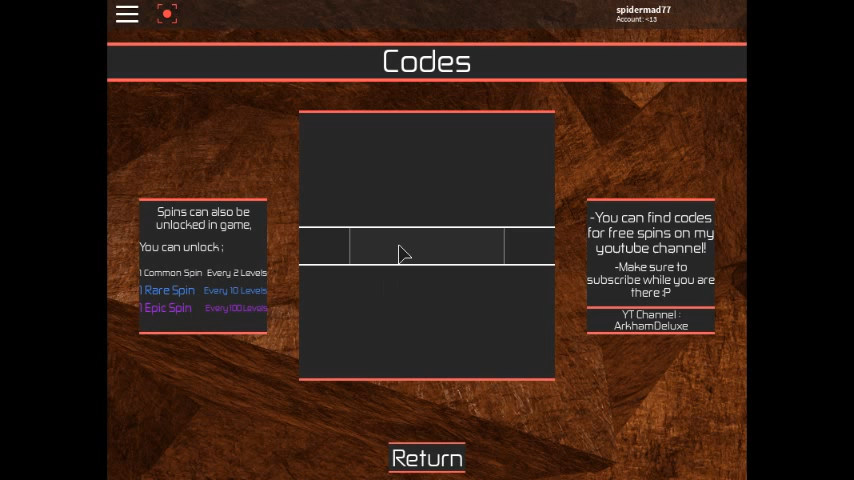 spidermad77
Account: <13
Codes
Spins can also be
unlocked in game,
You can unlock ;
1 Common Spin Every 2 Levels
1 Rare Spin Every 10 Levels
1 Epic Spin Every 100 Levels
-You can find codes
for free spins on my
youtube channel!
-Make sure to
subscribe while you are
there :P
YT Channel :
ArkhamDeluxe
Return